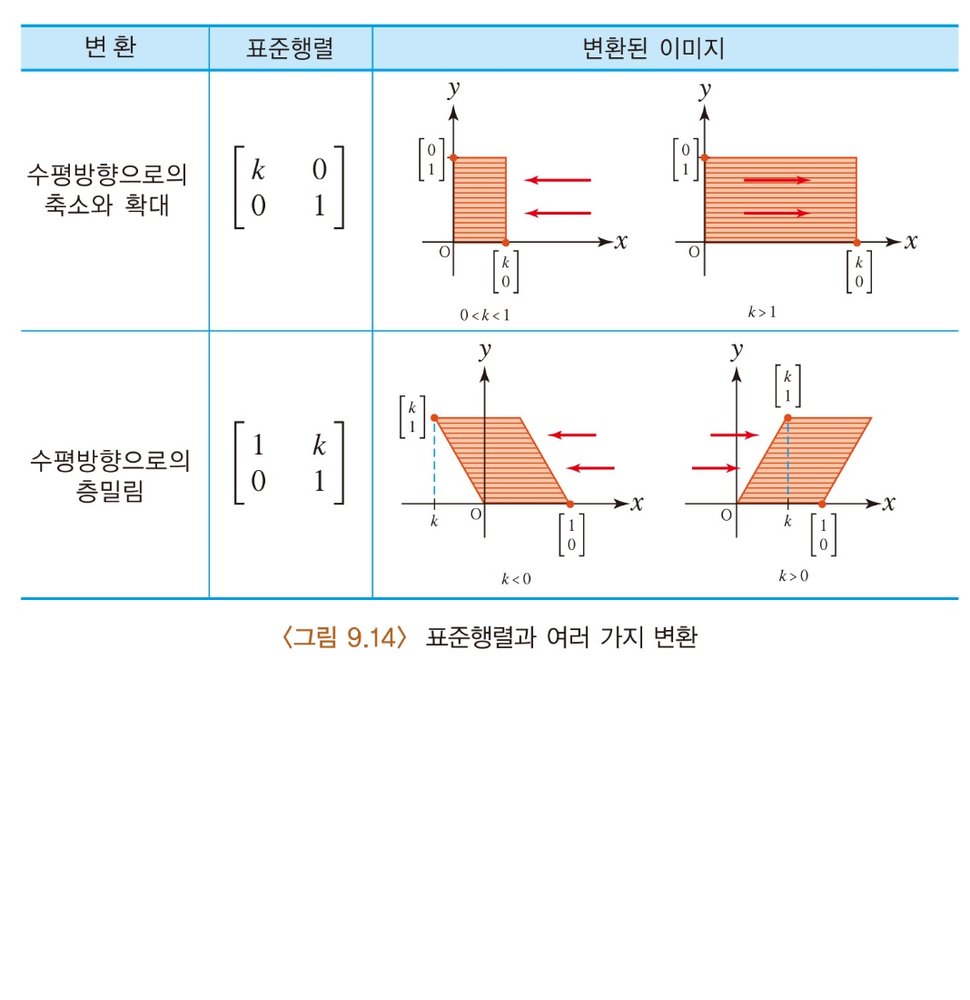 변 환 표준행렬 변환된 이미지
수평방향으로의
축소와 확대
k 0
0 1
y
0
1
O
x
k
0
0<k<1
y
0
1
O
x
k
0
k>1
수평방향으로의
층밀림
1 k
0 1
y
k
1
k
O
x
1
0
k<0
y
k
1
O
k
x
1
0
k>0
〈그림 9.14〉 표준행렬과 여러 가지 변환